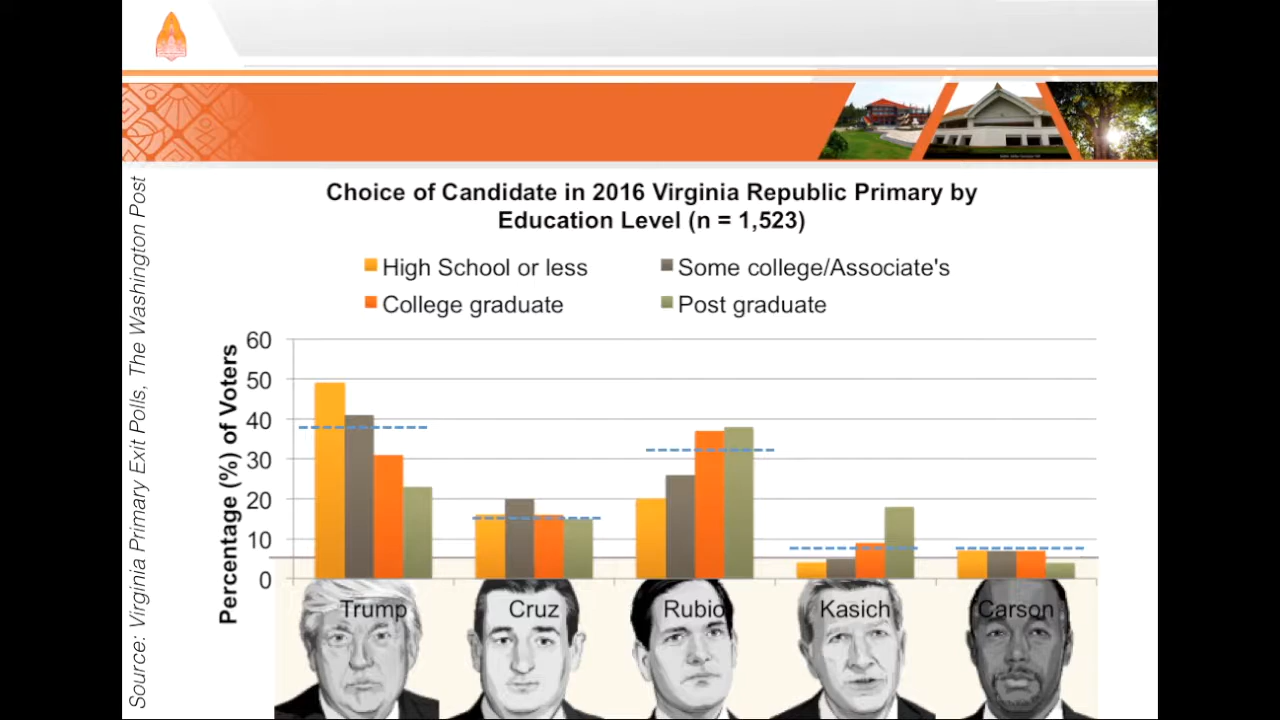 Choice of Candidate in 2016 Virginia Republic Primary by
Education Level (n = 1,523)
High School or less
Some college/Associate's
College graduate
Post graduate
60
50
40
30
20
10
0
Percentage (%) of Voters
Trump
Cruz
Rubio
Kasich
Carson
Source: Virginia Primary Exit Polls, The Washington Post